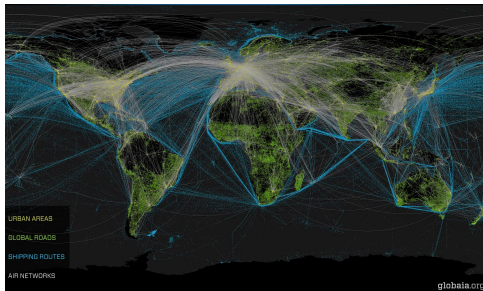 URBAN AREAS
GLOBAL ROADS
SHIPPING ROUTES
AIR NETWORKS
globaia.org